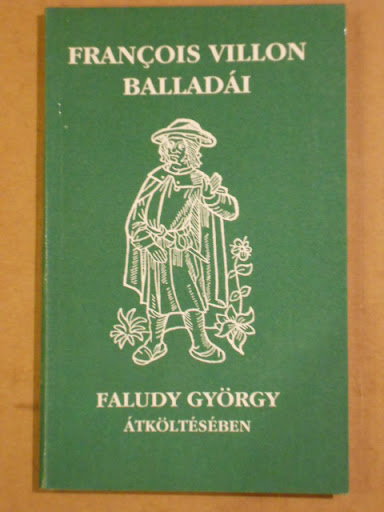 FRANÇOIS VILLON
BALLADÁI
FALUDY GYÖRGY
ÁTKÖLTÉSÉBEN